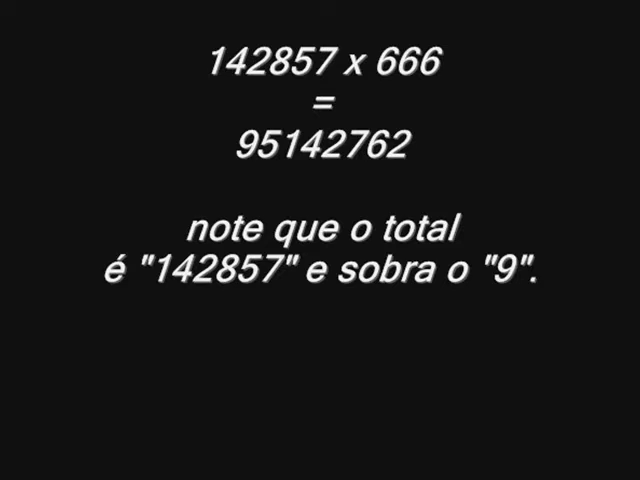 142857 x 666
=
95142762
note que o total
é "142857" e sobra o "9".